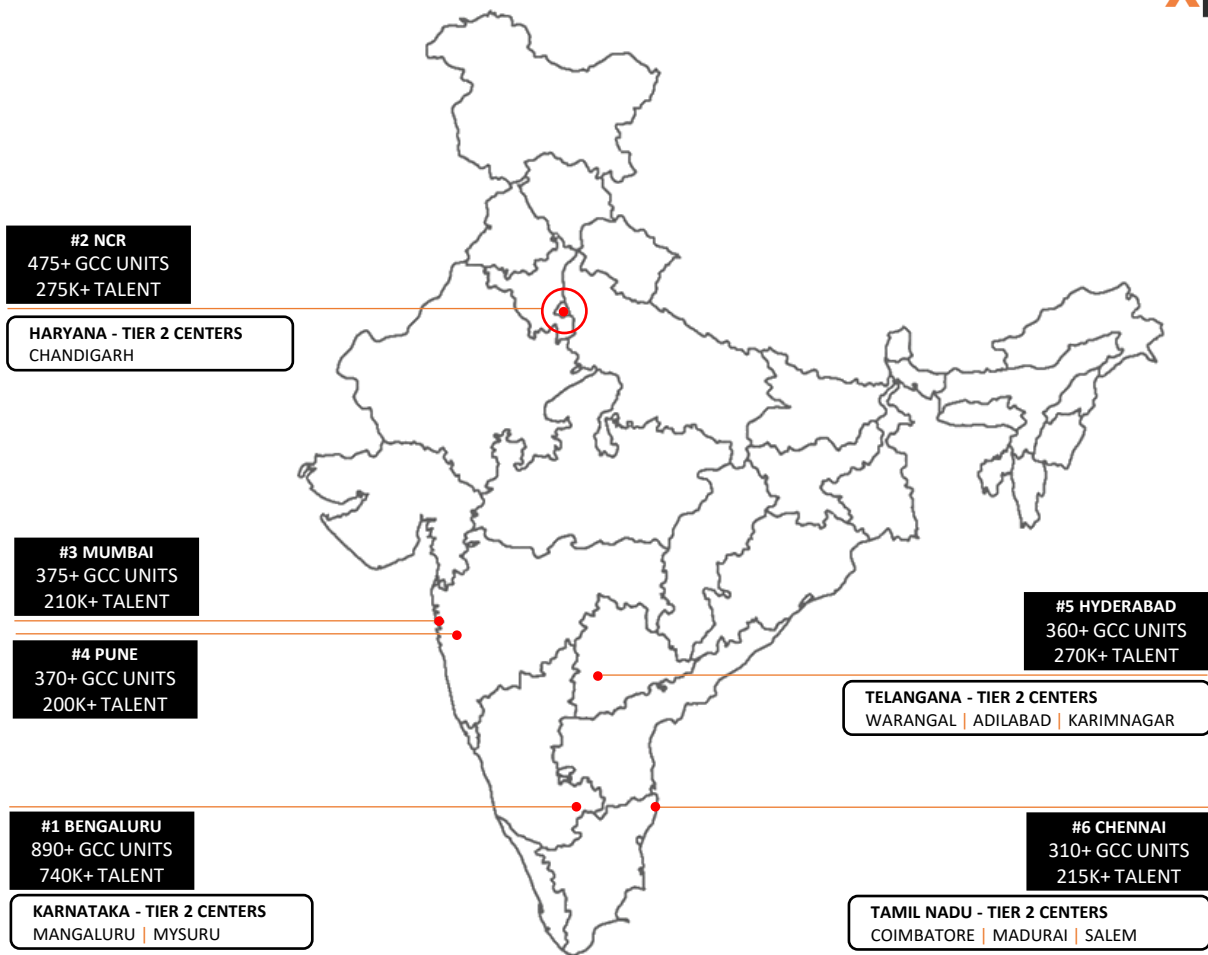 #2 NCR
475+ GCC UNITS
275K+ TALENT
HARYANA - TIER 2 CENTERS
CHANDIGARH
#3 MUMBAI
375+ GCC UNITS
210K+ TALENT
#4 PUNE
370+ GCC UNITS
200K+ TALENT
#5 HYDERABAD
360+ GCC UNITS
270K+ TALENT
TELANGANA - TIER 2 CENTERS
WARANGAL | ADILABAD | KARIMNAGAR
#1 BENGALURU
890+ GCC UNITS
740K+ TALENT
KARNATAKA - TIER 2 CENTERS
MANGALURU | MYSURU
#6 CHENNAI
310+ GCC UNITS
215K+ TALENT
TAMIL NADU - TIER 2 CENTERS
COIMBATORE | MADURAI | SALEM